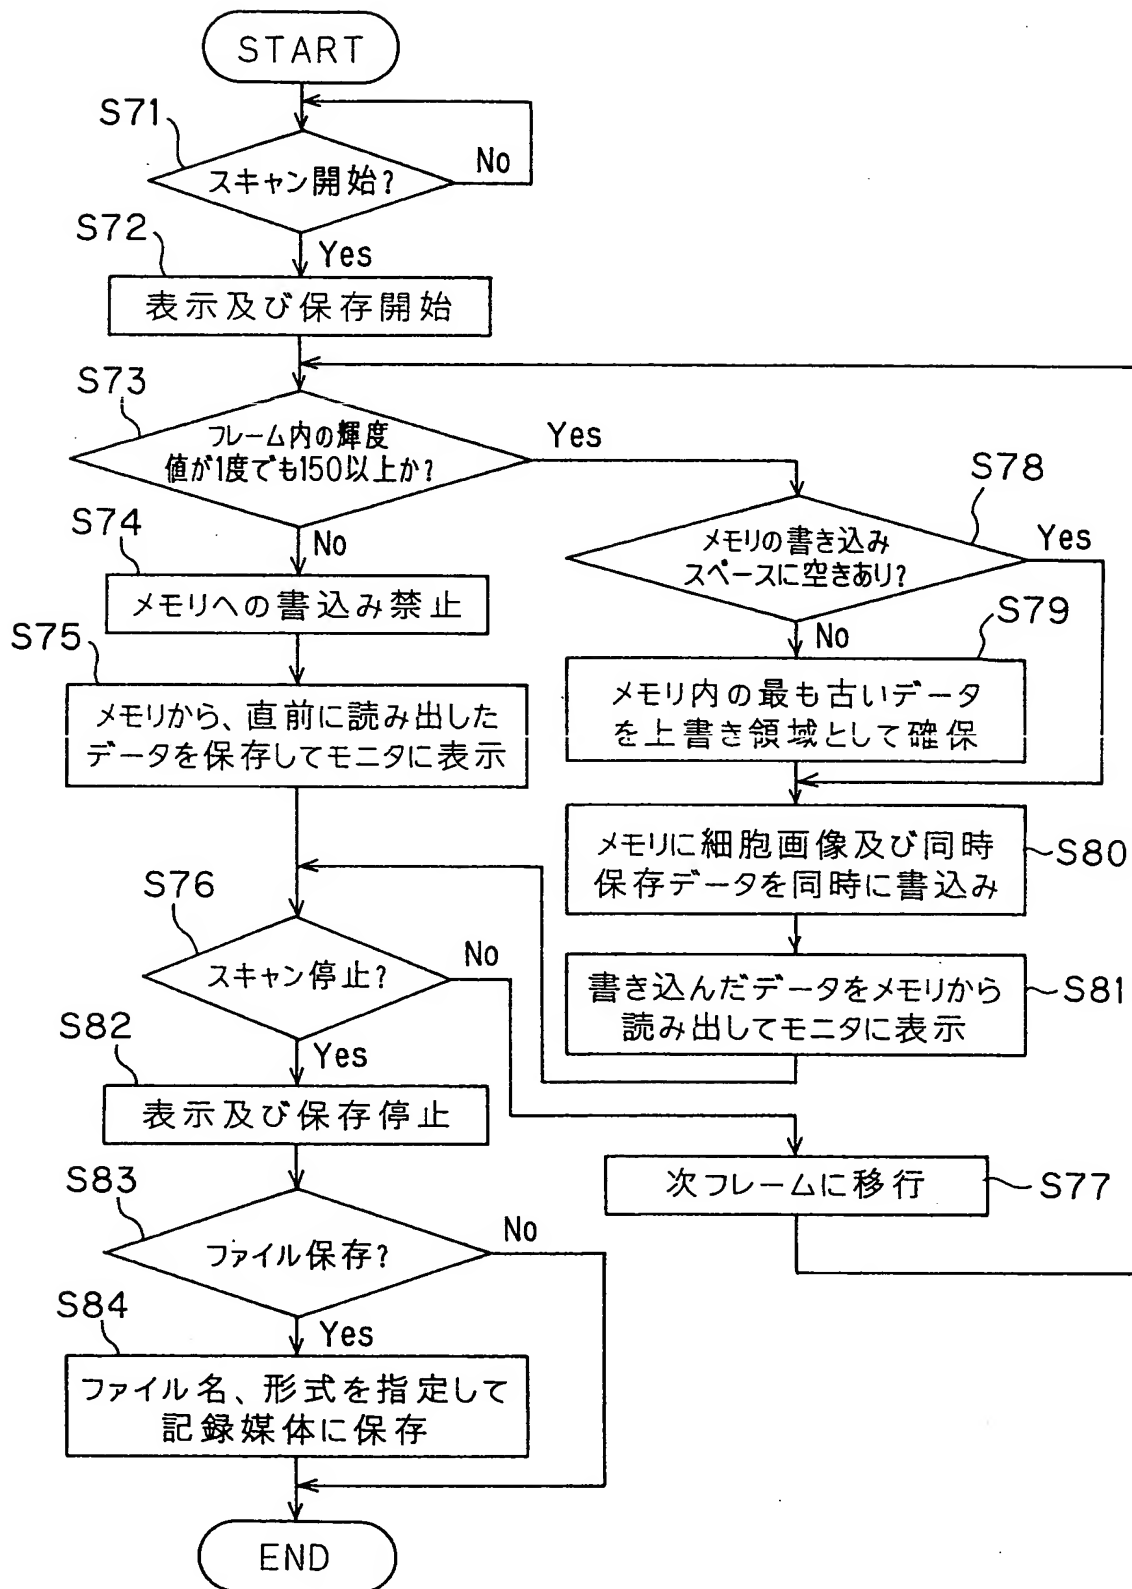 START
S71
スキャン開始?
No
Yes
S72
表示及び保存開始
S73
フレーム内の輝度
値が1度でも150以上か?
Yes
No
S78
メモリの書き込み
スペースに空きあり?
Yes
No
S74
メモリへの書込み禁止
S79
メモリ内の最も古いデータ
を上書き領域として確保
S75
メモリから、直前に読み出した
データを保存してモニタに表示
メモリに細胞画像及び同時
保存データを同時に書込み
S80
S76
スキャン停止?
No
Yes
書き込んだデータをメモリから
読み出してモニタに表示
S81
S82
表示及び保存停止
次フレームに移行
S77
S83
ファイル保存?
No
Yes
S84
ファイル名、形式を指定して
記録媒体に保存
END